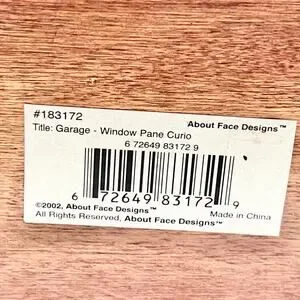 #183172
About Face Designs™
Title: Garage - Window Pane Curio
6 72649 83172 9
6 72649 83172 9
Made in China
©2002, About Face Designs™
All Rights Reserved, About Face Designs™